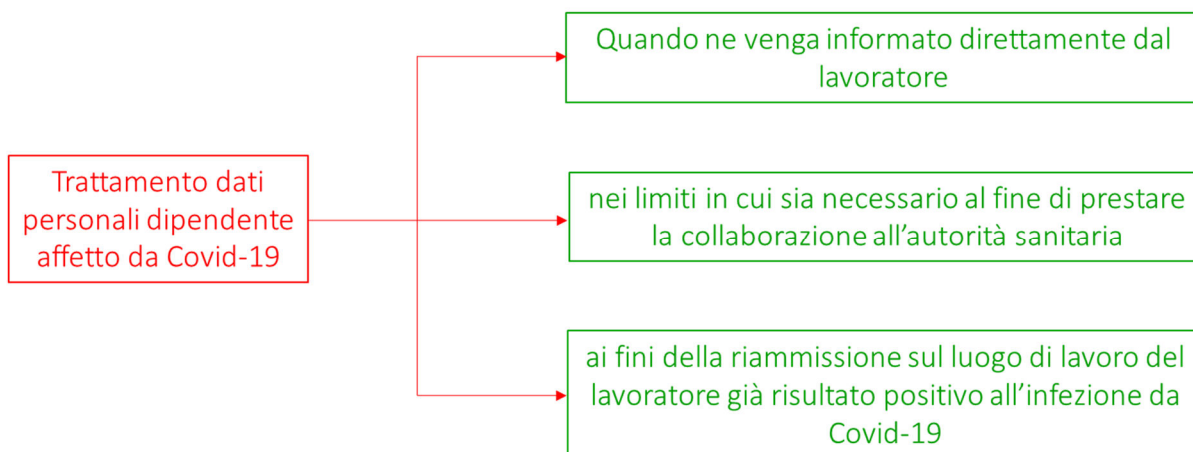 Quando ne venga informato direttamente dal
lavoratore
Trattamento dati
personali dipendente
affetto da Covid-19
nei limiti in cui sia necessario al fine di prestare
la collaborazione all’autorità sanitaria
ai fini della riammissione sul luogo di lavoro del
lavoratore già risultato positivo all’infezione da
Covid-19